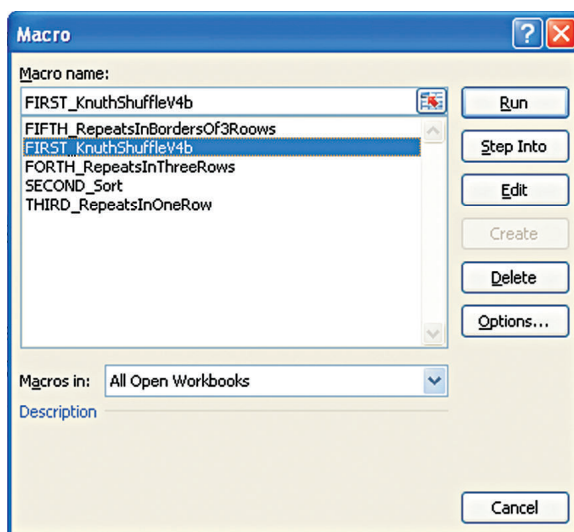 Macro
Macro name:
FIRST_KnuthShuffleV4b
FIFTH_RepeatsInBordersOf3Roows
FIRST_KnuthShuffleV4b
FORTH_RepeatsInThreeRows
SECOND_Sort
THIRD_RepeatsInOneRow
Run
Step Into
Edit
Create
Delete
Options...
Macros in: All Open Workbooks
Description
Cancel